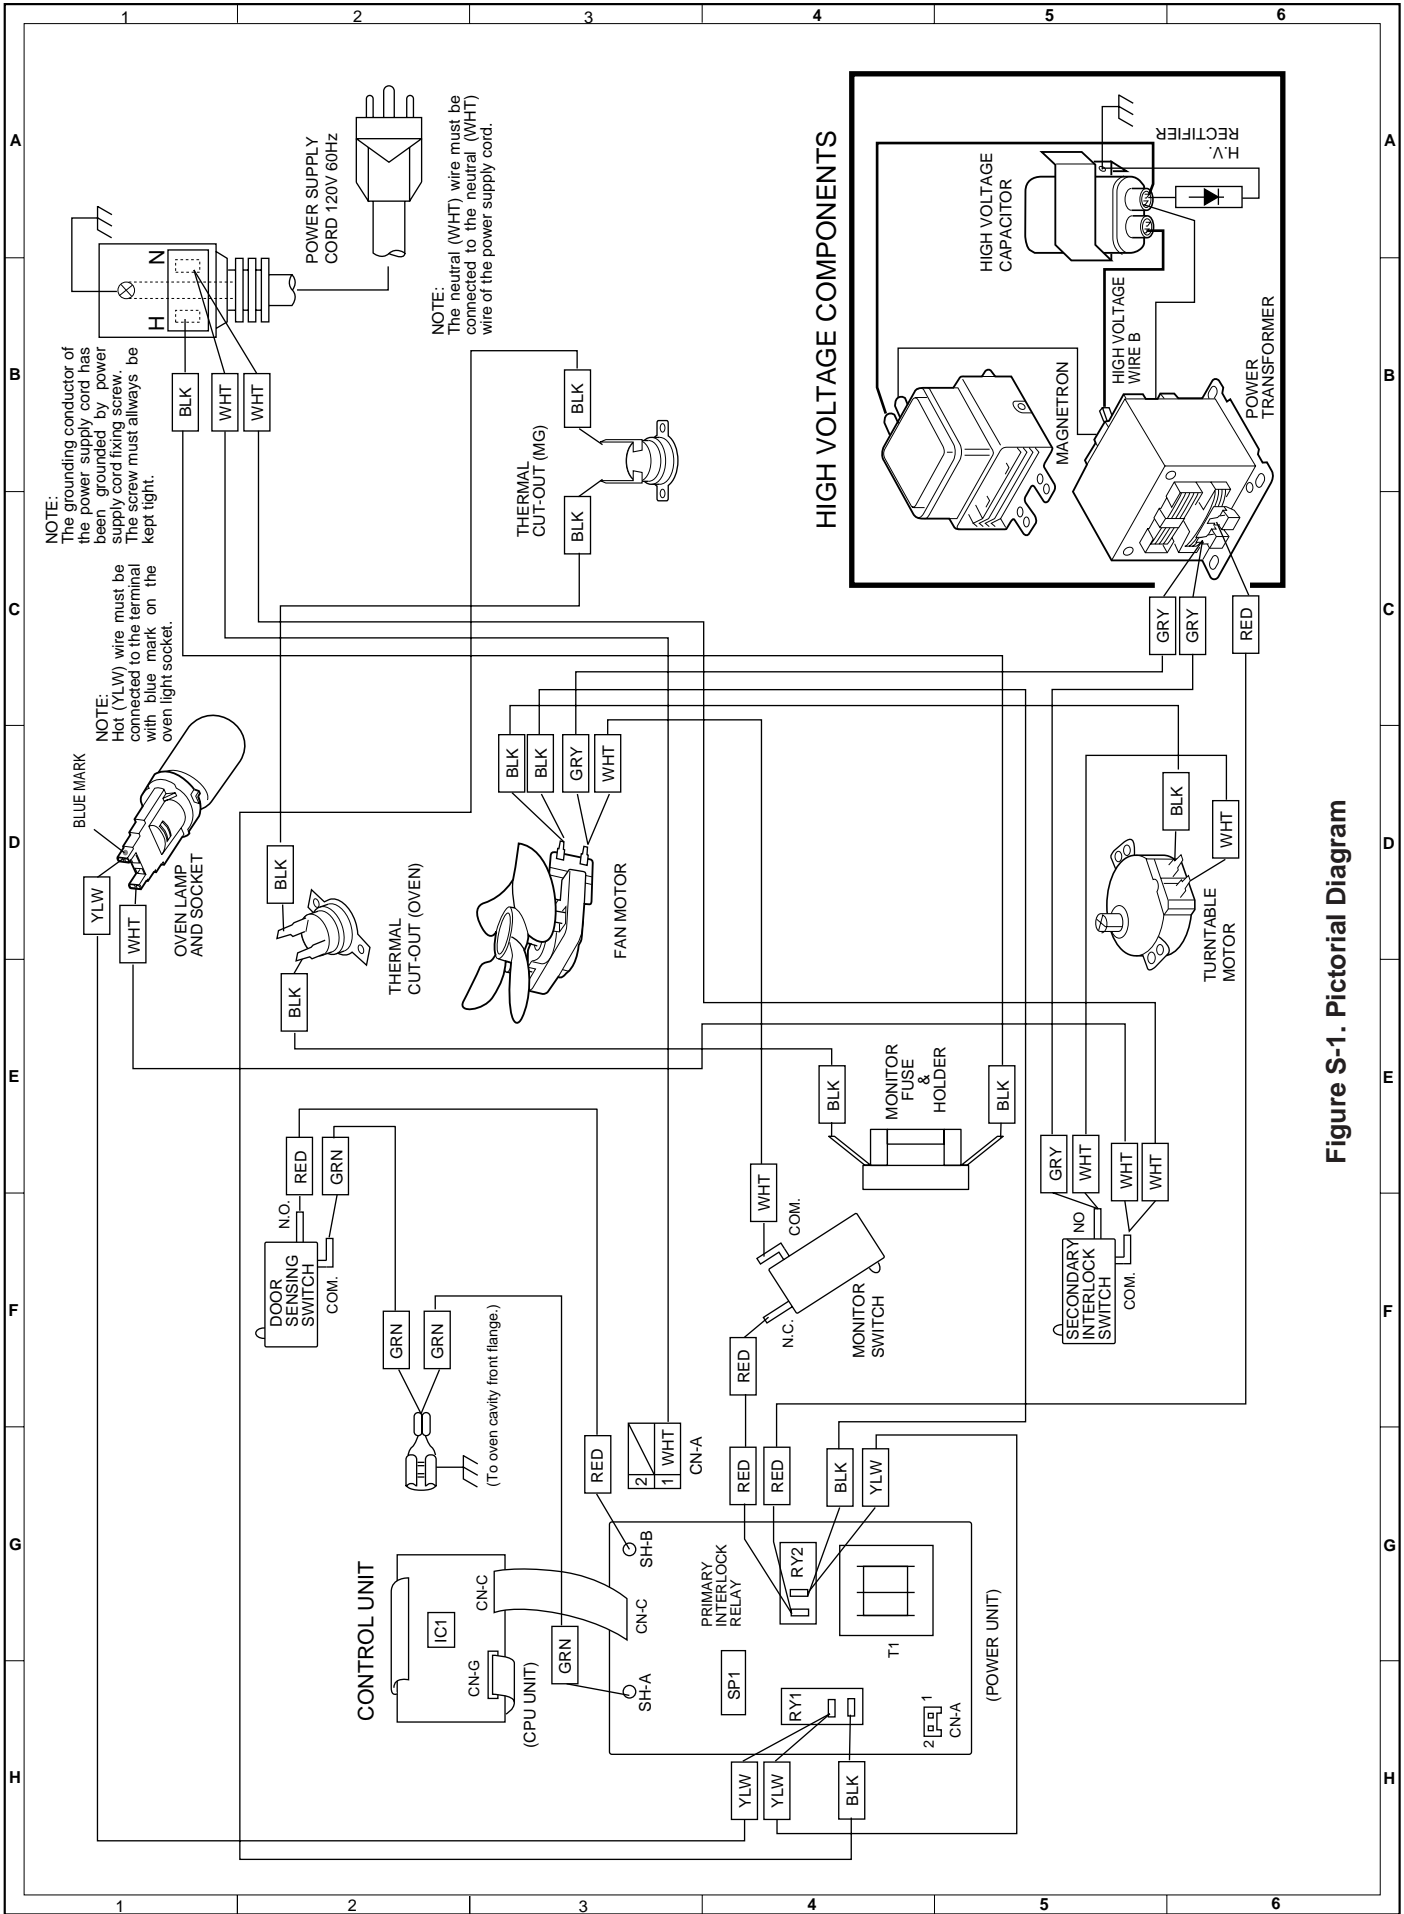 1
2
3
4
5
6
A
B
C
D
E
F
G
H
NOTE:
The grounding conductor of
the power supply cord has
been grounded by power
supply cord fixing screw.
The screw must allways be
kept tight.
H
N
BLK
WHT
WHT
POWER SUPPLY
CORD 120V 60Hz
NOTE:
The neutral (WHT) wire must be
connected to the neutral (WHT)
wire of the power supply cord.
NOTE:
Hot (YLW) wire must be
connected to the terminal
with blue mark on the
oven light socket.
BLUE MARK
YLW
WHT
OVEN LAMP
AND SOCKET
BLK
BLK
THERMAL
CUT-OUT (OVEN)
BLK
BLK
THERMAL
CUT-OUT (MG)
BLK
BLK
GRY
WHT
FAN MOTOR
HIGH VOLTAGE COMPONENTS
HIGH VOLTAGE
CAPACITOR
H.V.
RECTIFIER
HIGH VOLTAGE
WIRE B
MAGNETRON
POWER
TRANSFORMER
GRY
GRY
RED
BLK
WHT
TURNTABLE
MOTOR
DOOR
SENSING
SWITCH
N.O.
COM.
RED
GRN
GRN
GRN
(To oven cavity front flange.)
BLK
BLK
MONITOR
FUSE
&
HOLDER
WHT
COM.
N.C.
RED
MONITOR
SWITCH
GRY
WHT
WHT
WHT
NO
COM.
SECONDARY
INTERLOCK
SWITCH
CONTROL UNIT
IC1
CN-G
CN-C
(CPU UNIT)
GRN
CN-C
SH-A
SH-B
RED
2
1
WHT
CN-A
RED
RED
BLK
YLW
PRIMARY
INTERLOCK
RELAY
RY2
SP1
RY1
T1
2
1
CN-A
(POWER UNIT)
YLW
YLW
BLK
Figure S-1. Pictorial Diagram
A
B
C
D
E
F
G
H
1
2
3
4
5
6